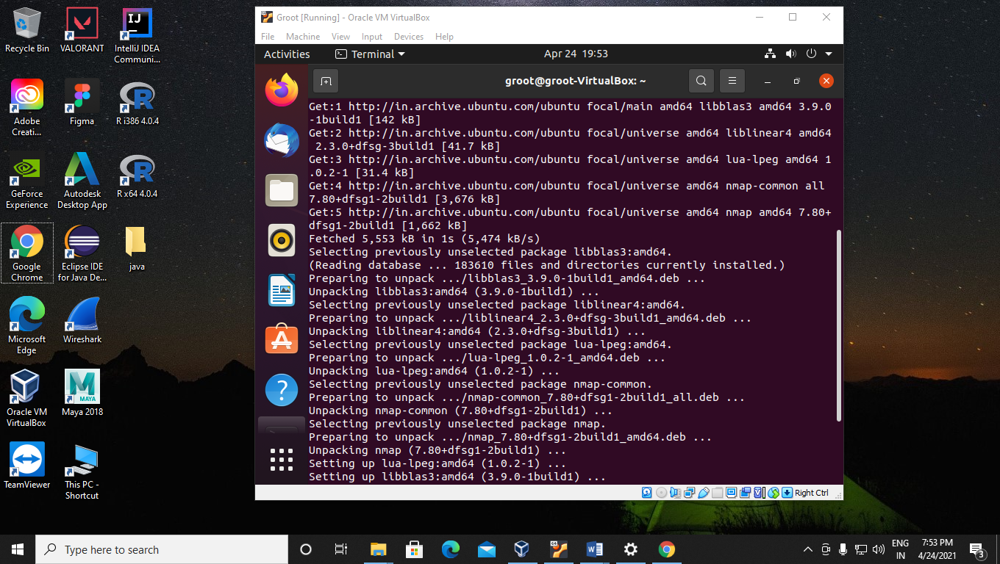 Recycle Bin
VALORANT
IntelliJ IDEA
Communi...
Adobe
Creati...
Figma
R i386 4.0.4
GeForce
Experience
Autodesk
Desktop App
R x64 4.0.4
Google
Chrome
Eclipse IDE
for Java De...
java
Microsoft
Edge
Wireshark
Oracle VM
VirtualBox
MAYA
Maya 2018
TeamViewer
This PC -
Shortcut
Groot [Running] - Oracle VM VirtualBox
File Machine View Input Devices Help
Activities Terminal Apr 24 19:53
groot@groot-VirtualBox: ~
Get:1 http://in.archive.ubuntu.com/ubuntu focal/main amd64 libblas3 amd64 3.9.0
-1build1 [142 kB]
Get:2 http://in.archive.ubuntu.com/ubuntu focal/universe amd64 liblinear4 amd64
2.3.0+dfsg-3build1 [41.7 kB]
Get:3 http://in.archive.ubuntu.com/ubuntu focal/universe amd64 lua-lpeg amd64 1
.0.2-1 [31.4 kB]
Get:4 http://in.archive.ubuntu.com/ubuntu focal/universe amd64 nmap-common all
7.80+dfsg1-2build1 [3,676 kB]
Get:5 http://in.archive.ubuntu.com/ubuntu focal/universe amd64 nmap amd64 7.80+
dfsg1-2build1 [1,662 kB]
Fetched 5,553 kB in 1s (5,474 kB/s)
Selecting previously unselected package libblas3:amd64.
(Reading database ... 183610 files and directories currently installed.)
Preparing to unpack .../libblas3_3.9.0-1build1_amd64.deb ...
Unpacking libblas3:amd64 (3.9.0-1build1) ...
Selecting previously unselected package liblinear4:amd64.
Preparing to unpack .../liblinear4_2.3.0+dfsg-3build1_amd64.deb ...
Unpacking liblinear4:amd64 (2.3.0+dfsg-3build1) ...
Selecting previously unselected package lua-lpeg:amd64.
Preparing to unpack .../lua-lpeg_1.0.2-1_amd64.deb ...
Unpacking lua-lpeg:amd64 (1.0.2-1) ...
Selecting previously unselected package nmap-common.
Preparing to unpack .../nmap-common_7.80+dfsg1-2build1_all.deb ...
Unpacking nmap-common (7.80+dfsg1-2build1) ...
Selecting previously unselected package nmap.
Preparing to unpack .../nmap_7.80+dfsg1-2build1_amd64.deb ...
Unpacking nmap (7.80+dfsg1-2build1) ...
Setting up lua-lpeg:amd64 (1.0.2-1) ...
Setting up libblas3:amd64 (3.9.0-1build1) ...
Right Ctrl
Type here to search
ENG
IN
7:53 PM
4/24/2021
3